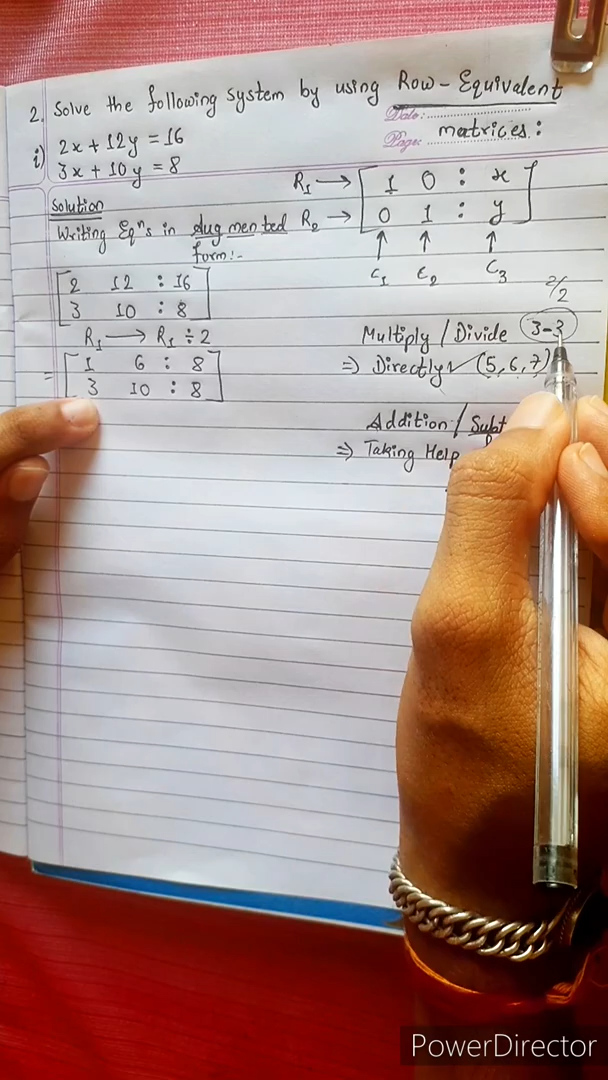 2. Solve the following system by using Row-Equivalent
Date:
Page:
matrices:
i) 2x + 12y = 16
3x + 10y = 8
Solution
Writing Eqns in Augmented
form:-
R1 → [ 1 0 : x
R2 → 0 1 : y ]
C1 C2 C3
[ 2 12 : 16
3 10 : 8 ]
R1 → R1 ÷ 2
= [ 1 6 : 8
3 10 : 8 ]
2/2
Multiply / Divide 3-3
⇒ Directly ✓ (5, 6, 7)
Addition /
⇒ Taking Help
PowerDirector